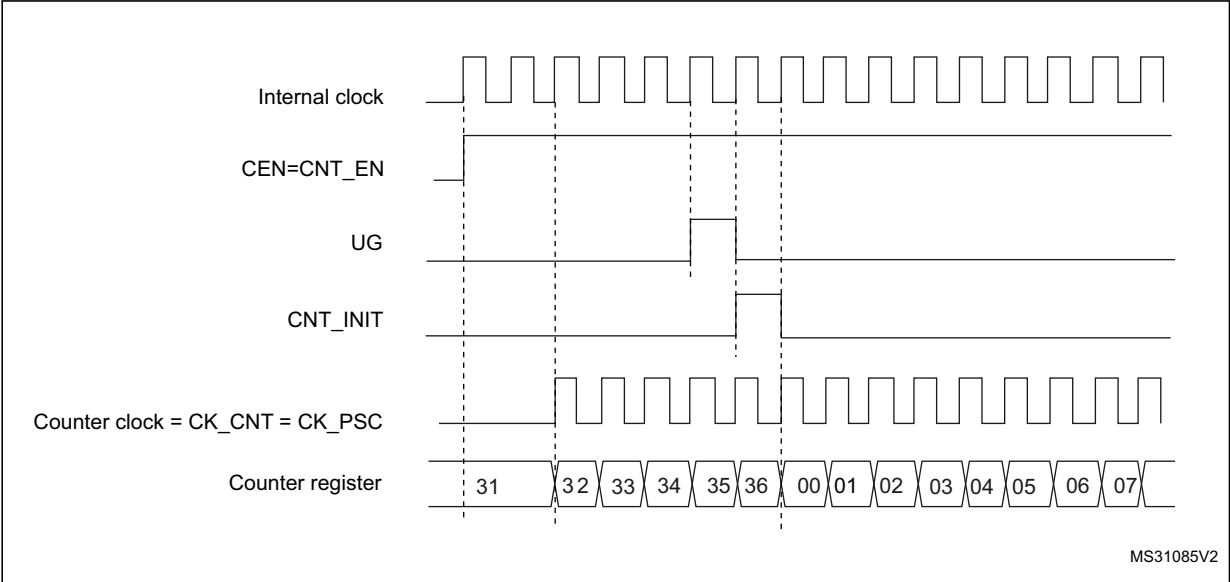 Internal clock
CEN=CNT_EN
UG
CNT_INIT
Counter clock = CK_CNT = CK_PSC
Counter register
31 32 33 34 35 36 00 01 02 03 04 05 06 07
MS31085V2